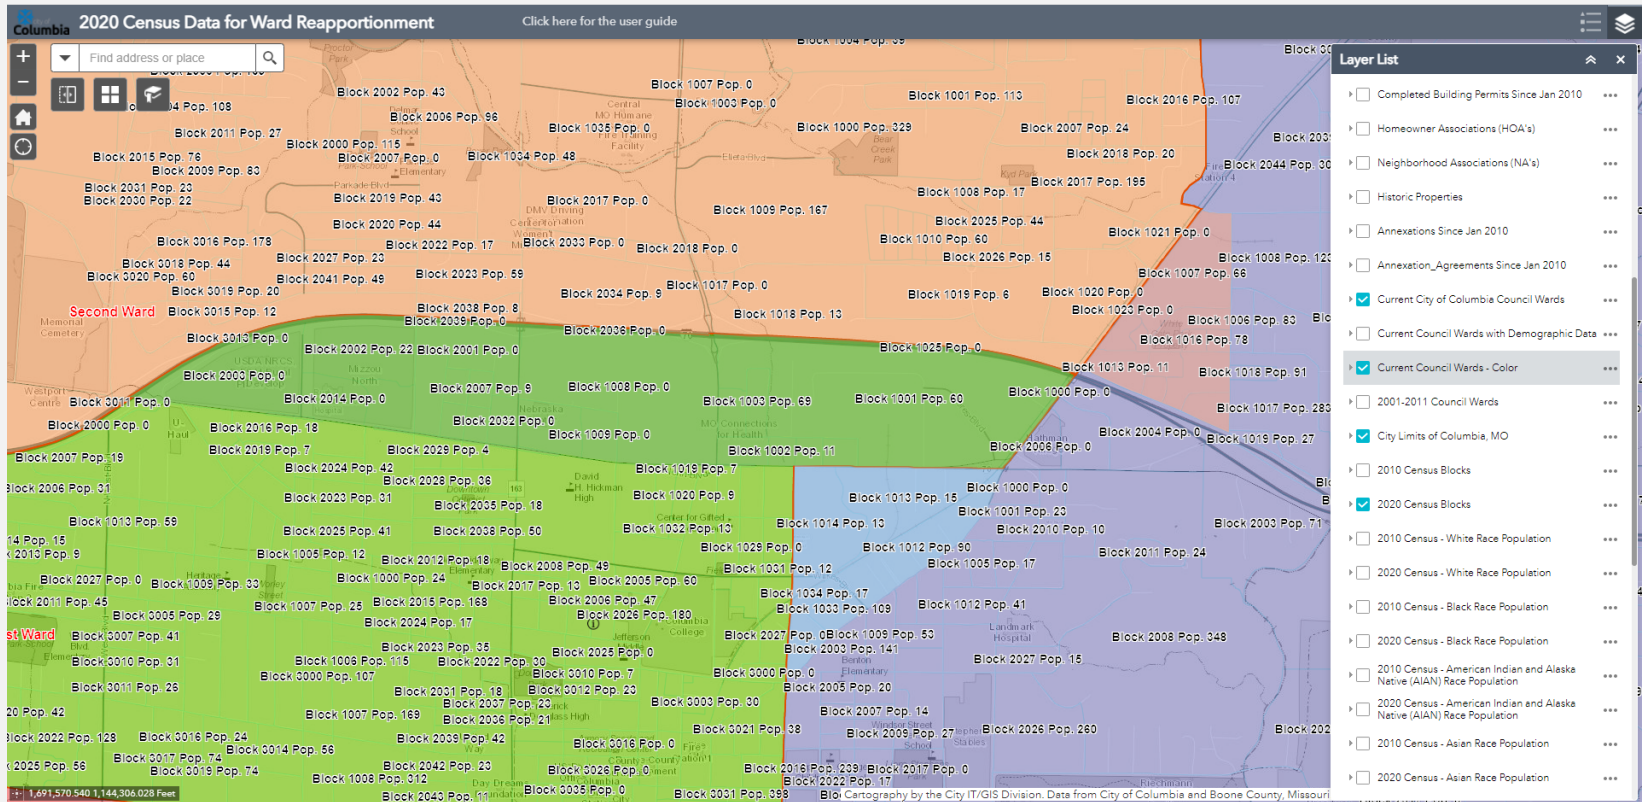 Columbia
2020 Census Data for Ward Reapportionment
Click here for the user guide
Find address or place
Layer List
Completed Building Permits Since Jan 2010
Homeowner Associations (HOA's)
Neighborhood Associations (NA's)
Historic Properties
Annexations Since Jan 2010
Annexation_Agreements Since Jan 2010
Current City of Columbia Council Wards
Current Council Wards with Demographic Data
Current Council Wards - Color
2001-2011 Council Wards
City Limits of Columbia, MO
2010 Census Blocks
2020 Census Blocks
2010 Census - White Race Population
2020 Census - White Race Population
2010 Census - Black Race Population
2020 Census - Black Race Population
2010 Census - American Indian and Alaska
Native (AIAN) Race Population
2020 Census - American Indian and Alaska
Native (AIAN) Race Population
2010 Census - Asian Race Population
2020 Census - Asian Race Population
Block 1004 Pop. 39
Block 1007 Pop. 0
Block 2002 Pop. 43
Block 1003 Pop. 0
Block 1001 Pop. 113
Block 2016 Pop. 107
Block 2006 Pop. 96
Block 1035 Pop. 0
Block 1000 Pop. 329
Block 2007 Pop. 24
Block 2011 Pop. 27
Block 2000 Pop. 115
Block 2015 Pop. 76
Block 2007 Pop. 0
Block 1034 Pop. 48
Block 2018 Pop. 20
Block 2044 Pop. 30
Block 2009 Pop. 83
Block 2031 Pop. 23
Block 2017 Pop. 195
Block 2030 Pop. 22
Block 2019 Pop. 43
Block 2017 Pop. 0
Block 1008 Pop. 17
Block 1009 Pop. 167
Block 2020 Pop. 44
Block 2025 Pop. 44
Block 1021 Pop. 0
Block 3016 Pop. 178
Block 2022 Pop. 17
Block 2033 Pop. 0
Block 2018 Pop. 0
Block 1010 Pop. 60
Block 2027 Pop. 23
Block 2026 Pop. 15
Block 1008 Pop. 123
Block 3018 Pop. 44
Block 3020 Pop. 60
Block 2041 Pop. 49
Block 2023 Pop. 59
Block 1007 Pop. 66
Block 3019 Pop. 20
Block 2034 Pop. 9
Block 1017 Pop. 0
Block 1019 Pop. 6
Block 1020 Pop. 0
Second Ward
Block 3015 Pop. 12
Block 2038 Pop. 8
Block 2039 Pop. 0
Block 1018 Pop. 13
Block 1023 Pop. 0
Block 1006 Pop. 83
Memorial
Cemetery
Block 3013 Pop. 0
Block 2036 Pop. 0
Block 1016 Pop. 78
Block 2002 Pop. 22
Block 2001 Pop. 0
Block 1025 Pop. 0
Block 2003 Pop. 0
Block 1013 Pop. 11
Block 1018 Pop. 91
Block 2007 Pop. 9
Block 1008 Pop. 0
Block 1000 Pop. 0
Westport
Centre
Block 3011 Pop. 0
Block 2014 Pop. 0
Block 1003 Pop. 69
Block 1001 Pop. 60
Block 1017 Pop. 283
Block 2000 Pop. 0
Block 2016 Pop. 18
Block 2032 Pop. 0
Block 1009 Pop. 0
Block 2004 Pop. 0
Block 1019 Pop. 27
Block 2019 Pop. 7
Block 2029 Pop. 4
Block 1002 Pop. 11
Block 2006 Pop. 0
Block 2007 Pop. 19
Block 2024 Pop. 42
Block 1019 Pop. 7
Block 2028 Pop. 36
David
H. Hickman
High
Block 2006 Pop. 31
Block 2023 Pop. 31
Block 2035 Pop. 18
Block 1020 Pop. 9
Block 1013 Pop. 15
Block 1000 Pop. 0
Block 1001 Pop. 23
Block 1013 Pop. 59
Block 2025 Pop. 41
Block 2038 Pop. 50
Block 1032 Pop. 13
Block 1014 Pop. 13
Block 2010 Pop. 10
Block 2003 Pop. 71
Block 1005 Pop. 12
Block 2012 Pop. 18
Block 2008 Pop. 49
Block 1029 Pop. 0
Block 1012 Pop. 90
Block 2011 Pop. 24
Block 1031 Pop. 12
Block 1005 Pop. 17
Block 2027 Pop. 0
Block 1009 Pop. 33
Block 1000 Pop. 24
Block 2017 Pop. 13
Block 2005 Pop. 60
Block 1034 Pop. 17
Block 2011 Pop. 45
Block 1007 Pop. 25
Block 2015 Pop. 168
Block 2006 Pop. 47
Block 1033 Pop. 109
Block 1012 Pop. 41
Block 3005 Pop. 29
Block 2024 Pop. 17
Block 2026 Pop. 180
Columbia
College
Landmark
Hospital
st Ward
Block 3007 Pop. 41
Block 2027 Pop. 0
Block 1009 Pop. 53
Block 2008 Pop. 348
Block 2023 Pop. 35
Block 2025 Pop. 0
Block 2003 Pop. 141
Block 3010 Pop. 31
Block 1006 Pop. 115
Block 2022 Pop. 30
Block 2027 Pop. 15
Block 3000 Pop. 107
Block 3010 Pop. 7
Block 3000 Pop. 0
Benton
Elementary
Block 3011 Pop. 26
Block 2031 Pop. 18
Block 3012 Pop. 23
Block 2005 Pop. 20
Block 2037 Pop. 23
Block 3003 Pop. 30
Block 1007 Pop. 169
Block 2036 Pop. 21
Block 2007 Pop. 14
Block 3021 Pop. 38
Block 2009 Pop. 27
Block 2026 Pop. 260
Block 2022 Pop. 128
Block 3016 Pop. 24
Block 2039 Pop. 42
Block 3016 Pop. 0
Block 3014 Pop. 56
Block 3017 Pop. 74
Block 2025 Pop. 56
Block 3019 Pop. 74
Block 2042 Pop. 23
Block 3026 Pop. 0
Block 2016 Pop. 239
Block 2017 Pop. 0
Block 1008 Pop. 312
Block 2022 Pop. 17
Block 3035 Pop. 0
Block 2043 Pop. 11
Block 3031 Pop. 398
1,691,570.540 1,144,306.028 Feet
Cartography by the City IT/GIS Division. Data from City of Columbia and Boone County, Missouri